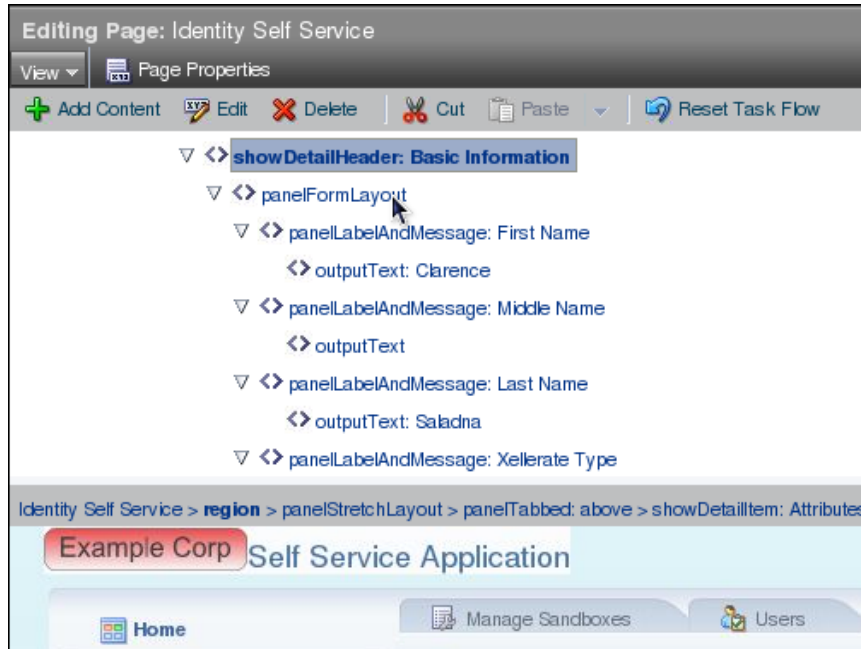 Editing Page: Identity Self Service
View Page Properties
Add Content Edit Delete Cut Paste Reset Task Flow
showDetailHeader: Basic Information
panelFormLayout
panelLabelAndMessage: First Name
outputText: Clarence
panelLabelAndMessage: Middle Name
outputText
panelLabelAndMessage: Last Name
outputText: Saladna
panelLabelAndMessage: Xellerate Type
Identity Self Service > region > panelStretchLayout > panelTabbed: above > showDetailItem: Attributes
Example Corp Self Service Application
Home Manage Sandboxes Users